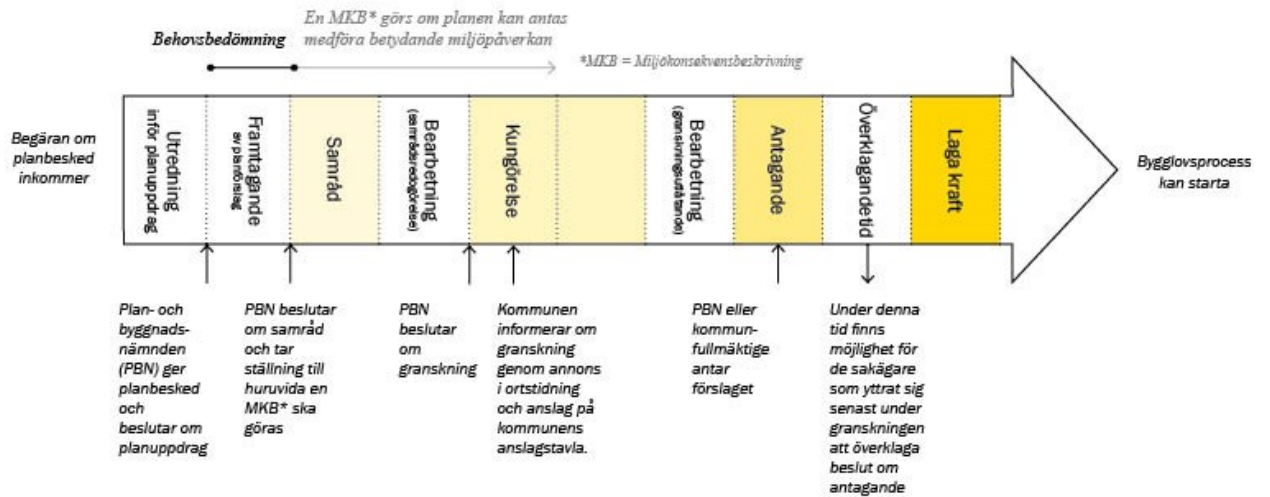 En MKB* görs om planen kan antas
medföra betydande miljöpåverkan
Behovsbedömning
*MKB = Miljökonsekvensbeskrivning
Begäran om
planbesked
inkommer
Utredning
inför planuppdrag
Framtagande
av planförslag
Samråd
Bearbetning
(samrådsredogörelse)
Kungörelse
Bearbetning
(granskningsutlåtande)
Antagande
Överklagandetid
Laga kraft
Bygglovsprocess
kan starta
Plan- och
byggnads-
nämnden
(PBN) ger
planbesked
och
beslutar om
planuppdrag
PBN beslutar
om samråd
och tar
ställning till
huruvida en
MKB* ska
göras
PBN
beslutar
om
granskning
Kommunen
informerar om
granskning
genom annons
i ortstidning
och anslag på
kommunens
anslagstavla.
PBN eller
kommun-
fullmäktige
antar
förslaget
Under denna
tid finns
möjlighet för
de sakägare
som yttrat sig
senast under
granskningen
att överklaga
beslut om
antagande